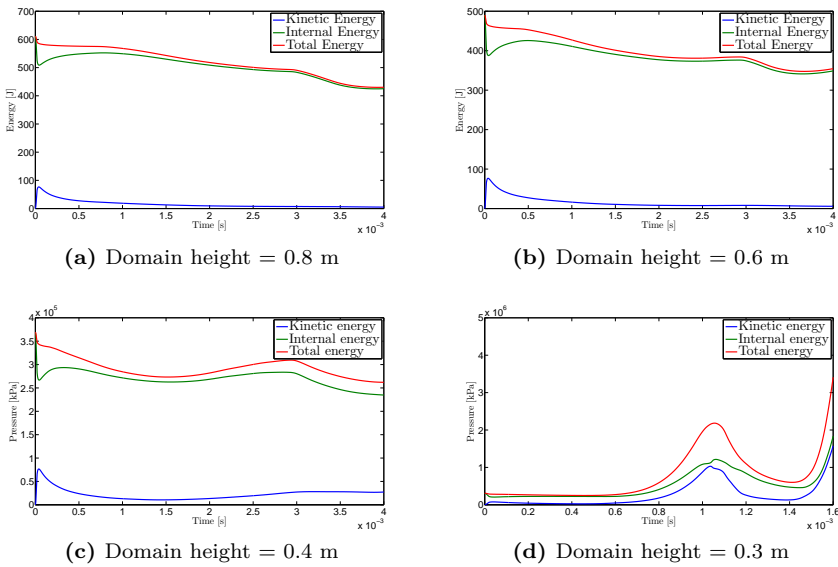 700
600
500
400
300
200
100
0
Energy [J]
0
0.5
1
1.5
2
2.5
3
3.5
4
Time [s]
x 10⁻³
Kinetic Energy
Internal Energy
Total Energy
(a) Domain height = 0.8 m
500
400
300
200
100
0
Energy [J]
0
0.5
1
1.5
2
2.5
3
3.5
4
Time [s]
x 10⁻³
Kinetic Energy
Internal Energy
Total Energy
(b) Domain height = 0.6 m
x 10⁵
4
3.5
3
2.5
2
1.5
1
0.5
0
Pressure [kPa]
0
0.5
1
1.5
2
2.5
3
3.5
4
Time [s]
x 10⁻³
Kinetic energy
Internal energy
Total energy
(c) Domain height = 0.4 m
x 10⁶
5
4
3
2
1
0
Pressure [kPa]
0
0.2
0.4
0.6
0.8
1
1.2
1.4
1.6
Time [s]
x 10⁻³
Kinetic energy
Internal energy
Total energy
(d) Domain height = 0.3 m